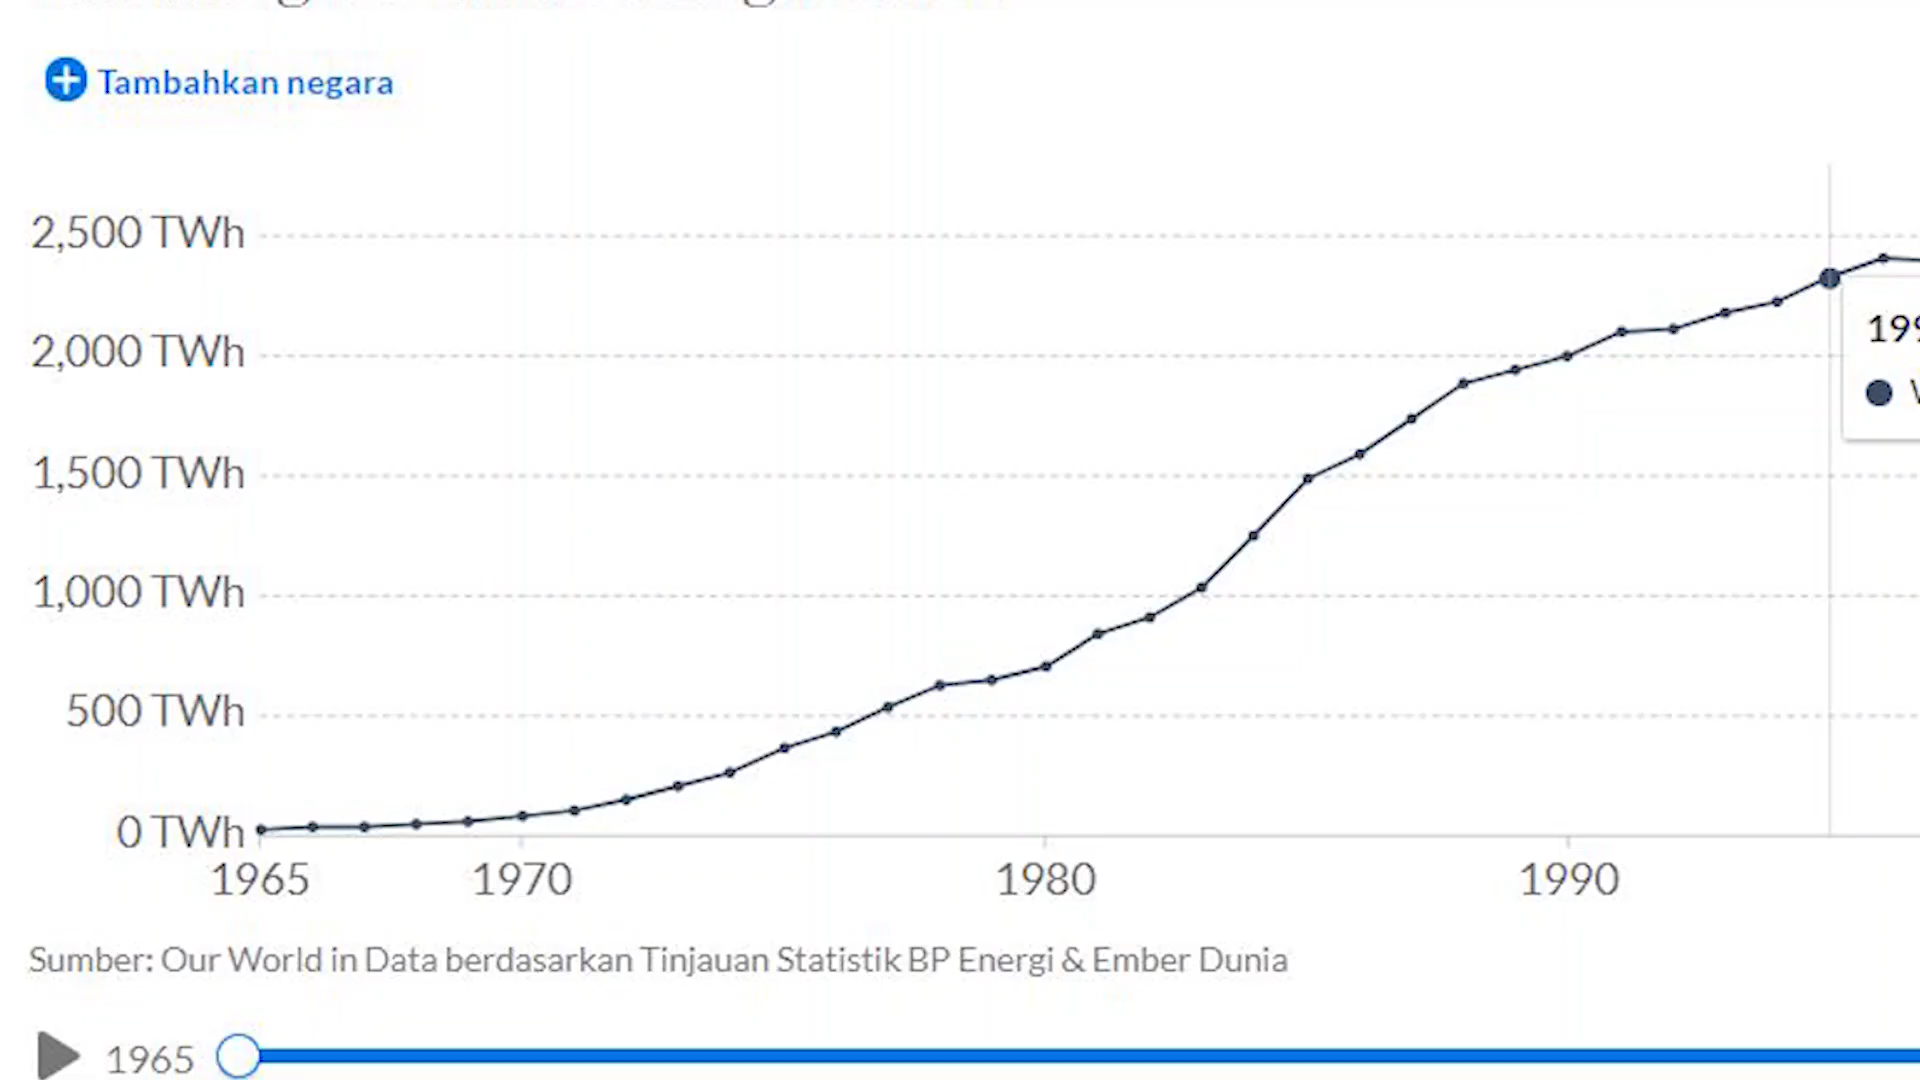 Tambahkan negara
2,500 TWh
2,000 TWh
1,500 TWh
1,000 TWh
500 TWh
0 TWh
1965
1970
1980
1990
Sumber: Our World in Data berdasarkan Tinjauan Statistik BP Energi & Ember Dunia
1965